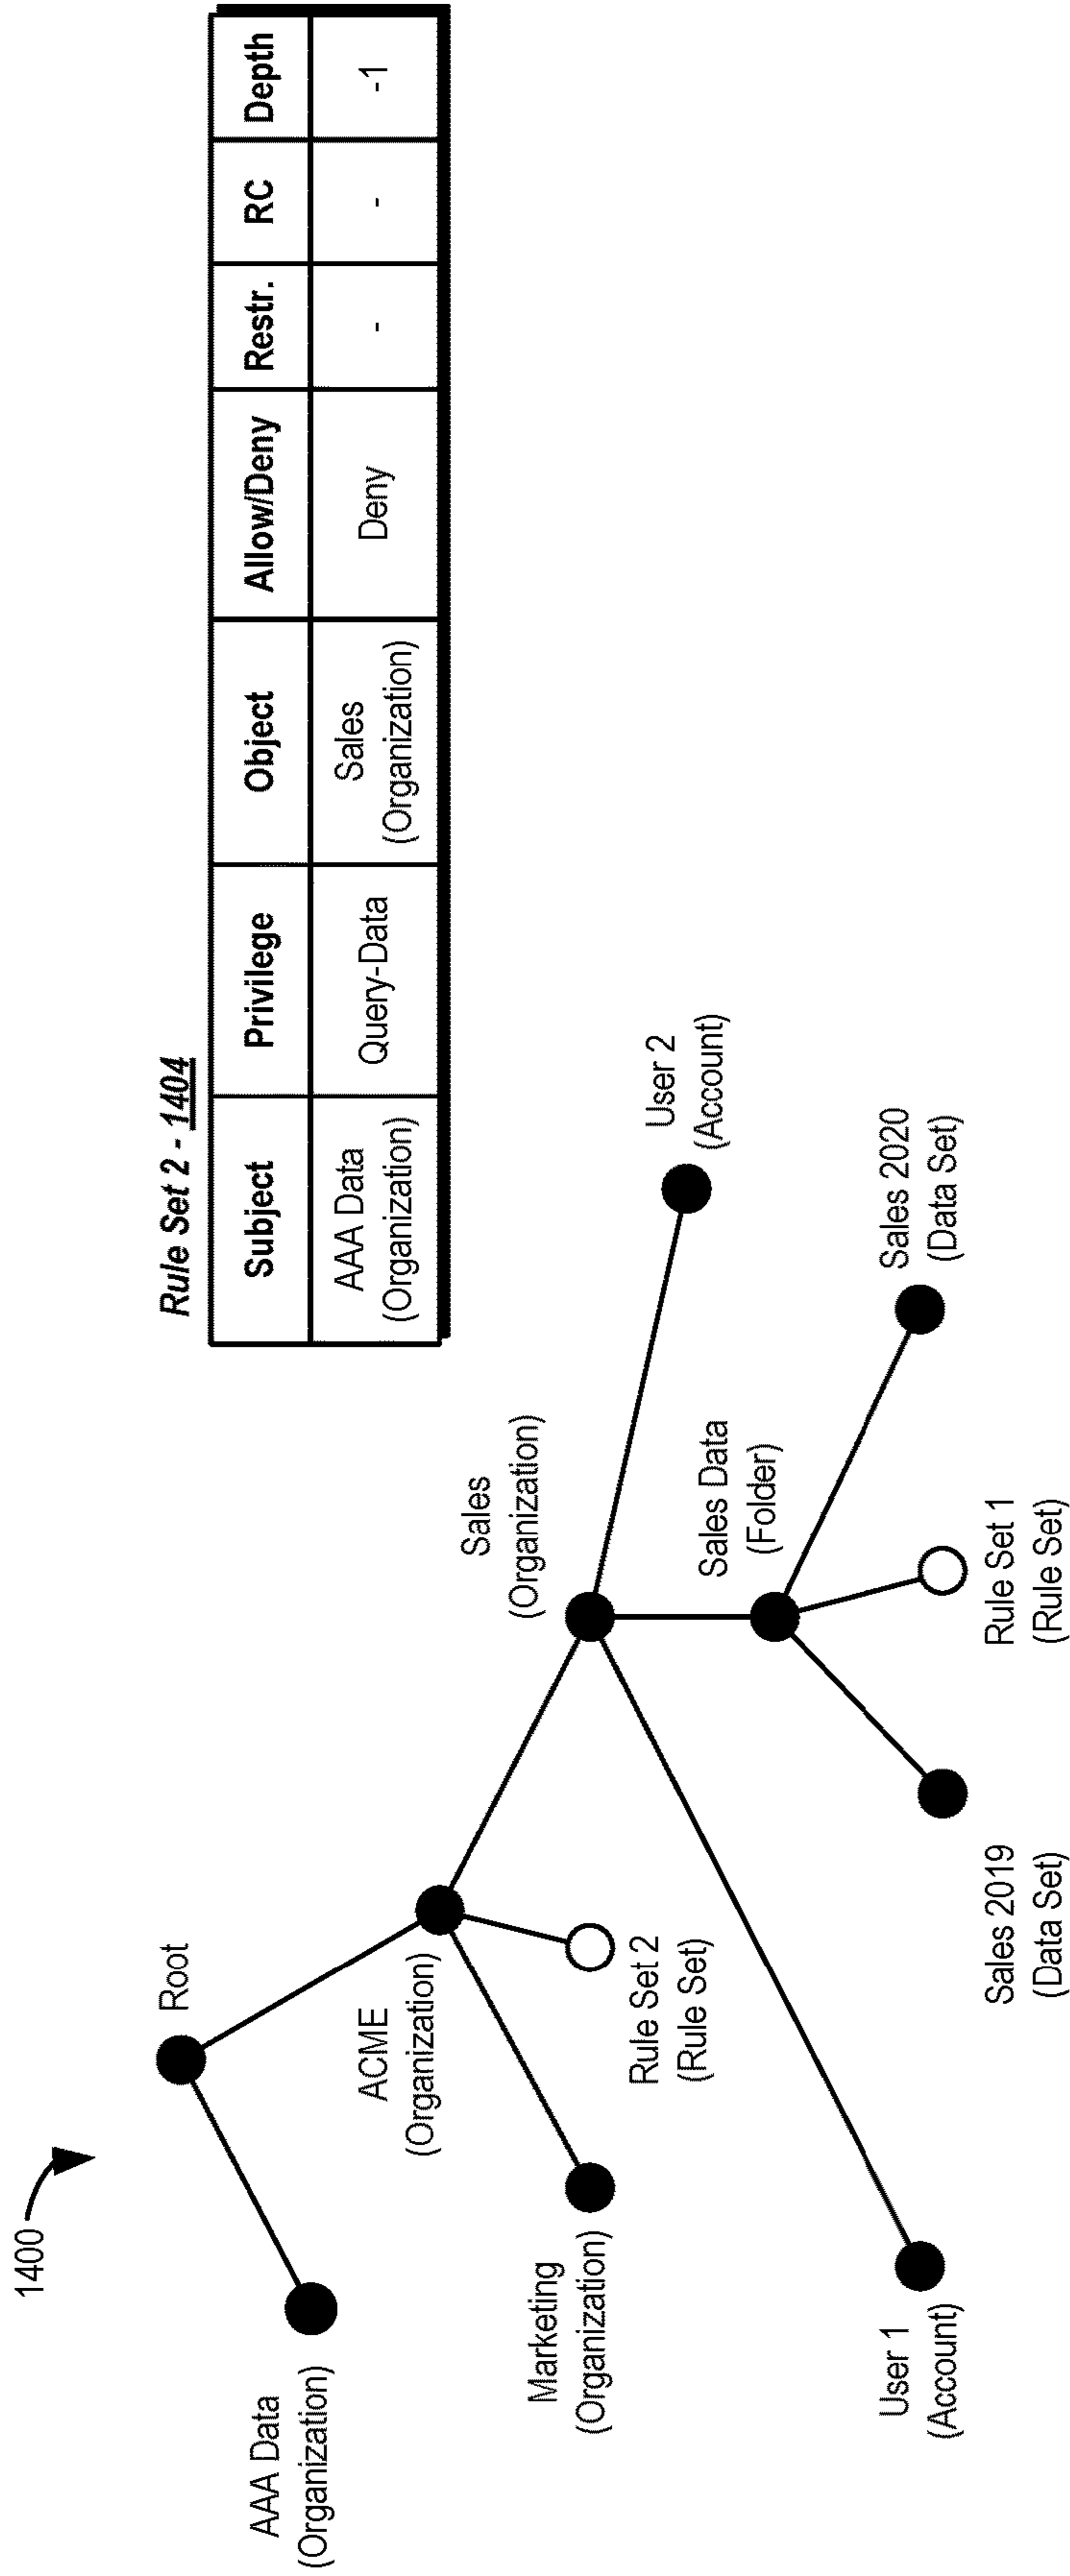 1400
Rule Set 2 - 1404
Subject
Privilege
Object
Allow/Deny
Restr.
RC
Depth
AAA Data
(Organization)
Query-Data
Sales
(Organization)
Deny
-
-
-1
Root
AAA Data
(Organization)
ACME
(Organization)
Sales
(Organization)
Marketing
(Organization)
Rule Set 2
(Rule Set)
User 2
(Account)
Sales Data
(Folder)
User 1
(Account)
Sales 2019
(Data Set)
Rule Set 1
(Rule Set)
Sales 2020
(Data Set)